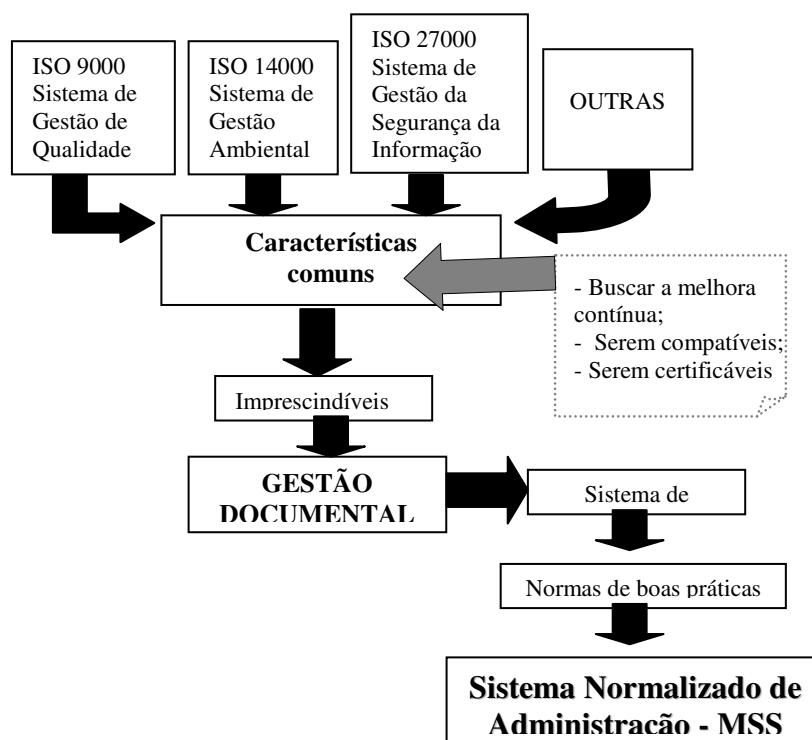 ISO 9000
Sistema de
Gestão de
Qualidade
ISO 14000
Sistema de
Gestão
Ambiental
ISO 27000
Sistema de
Gestão da
Segurança da
Informação
OUTRAS
Características
comuns
- Buscar a melhora
contínua;
- Serem compatíveis;
- Serem certificáveis
Imprescindíveis
GESTÃO
DOCUMENTAL
Sistema de
Normas de boas práticas
Sistema Normalizado de
Administração - MSS